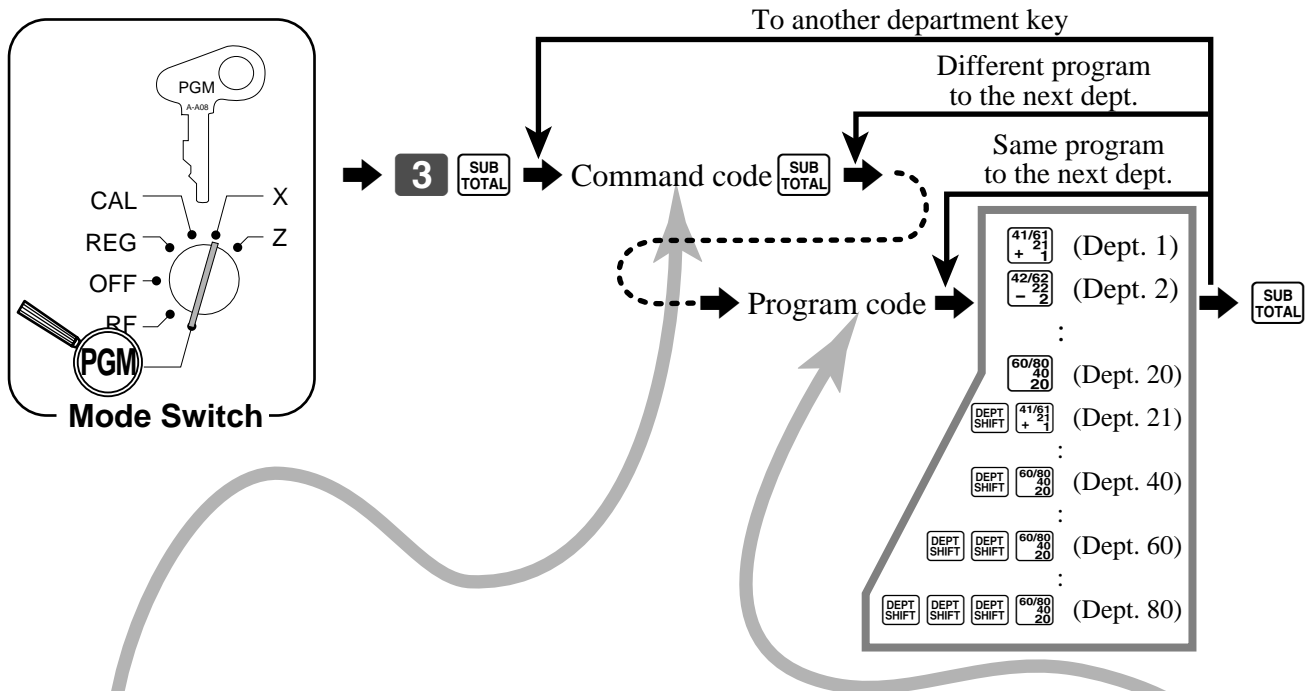 To another department key
Different program
to the next dept.
Same program
to the next dept.
PGM
A-A08
CAL
X
REG
Z
OFF
RF
PGM
Mode Switch
3 SUB TOTAL Command code SUB TOTAL
Program code
41/61 21 + 1 (Dept. 1)
42/62 22 – 2 (Dept. 2)
:
60/80 40 20 (Dept. 20)
DEPT SHIFT 41/61 21 + 1 (Dept. 21)
:
DEPT SHIFT 60/80 40 20 (Dept. 40)
:
DEPT SHIFT DEPT SHIFT 60/80 40 20 (Dept. 60)
:
DEPT SHIFT DEPT SHIFT DEPT SHIFT 60/80 40 20 (Dept. 80)
SUB TOTAL